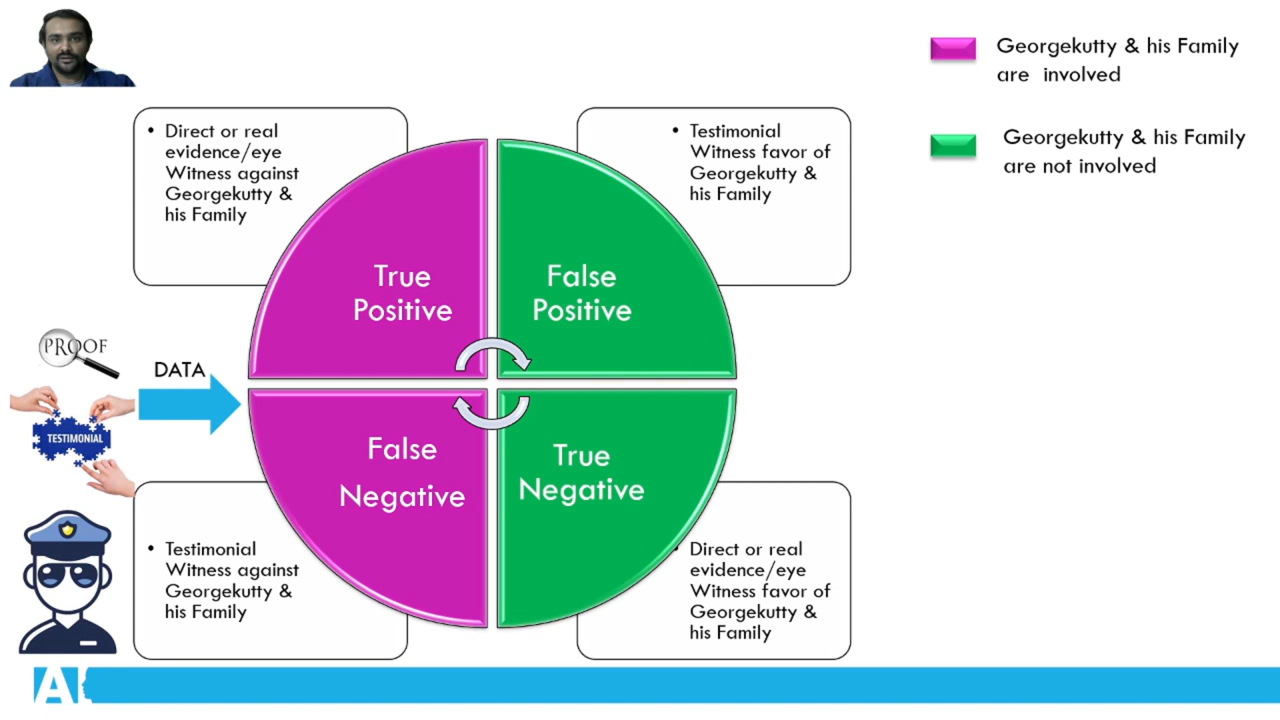 Georgekutty & his Family
are involved
Georgekutty & his Family
are not involved
• Direct or real
evidence/eye
Witness against
Georgekutty &
his Family
• Testimonial
Witness favor of
Georgekutty &
his Family
True
Positive
False
Positive
PROOF
DATA
TESTIMONIAL
False
Negative
True
Negative
• Testimonial
Witness against
Georgekutty &
his Family
• Direct or real
evidence/eye
Witness favor of
Georgekutty &
his Family
AI